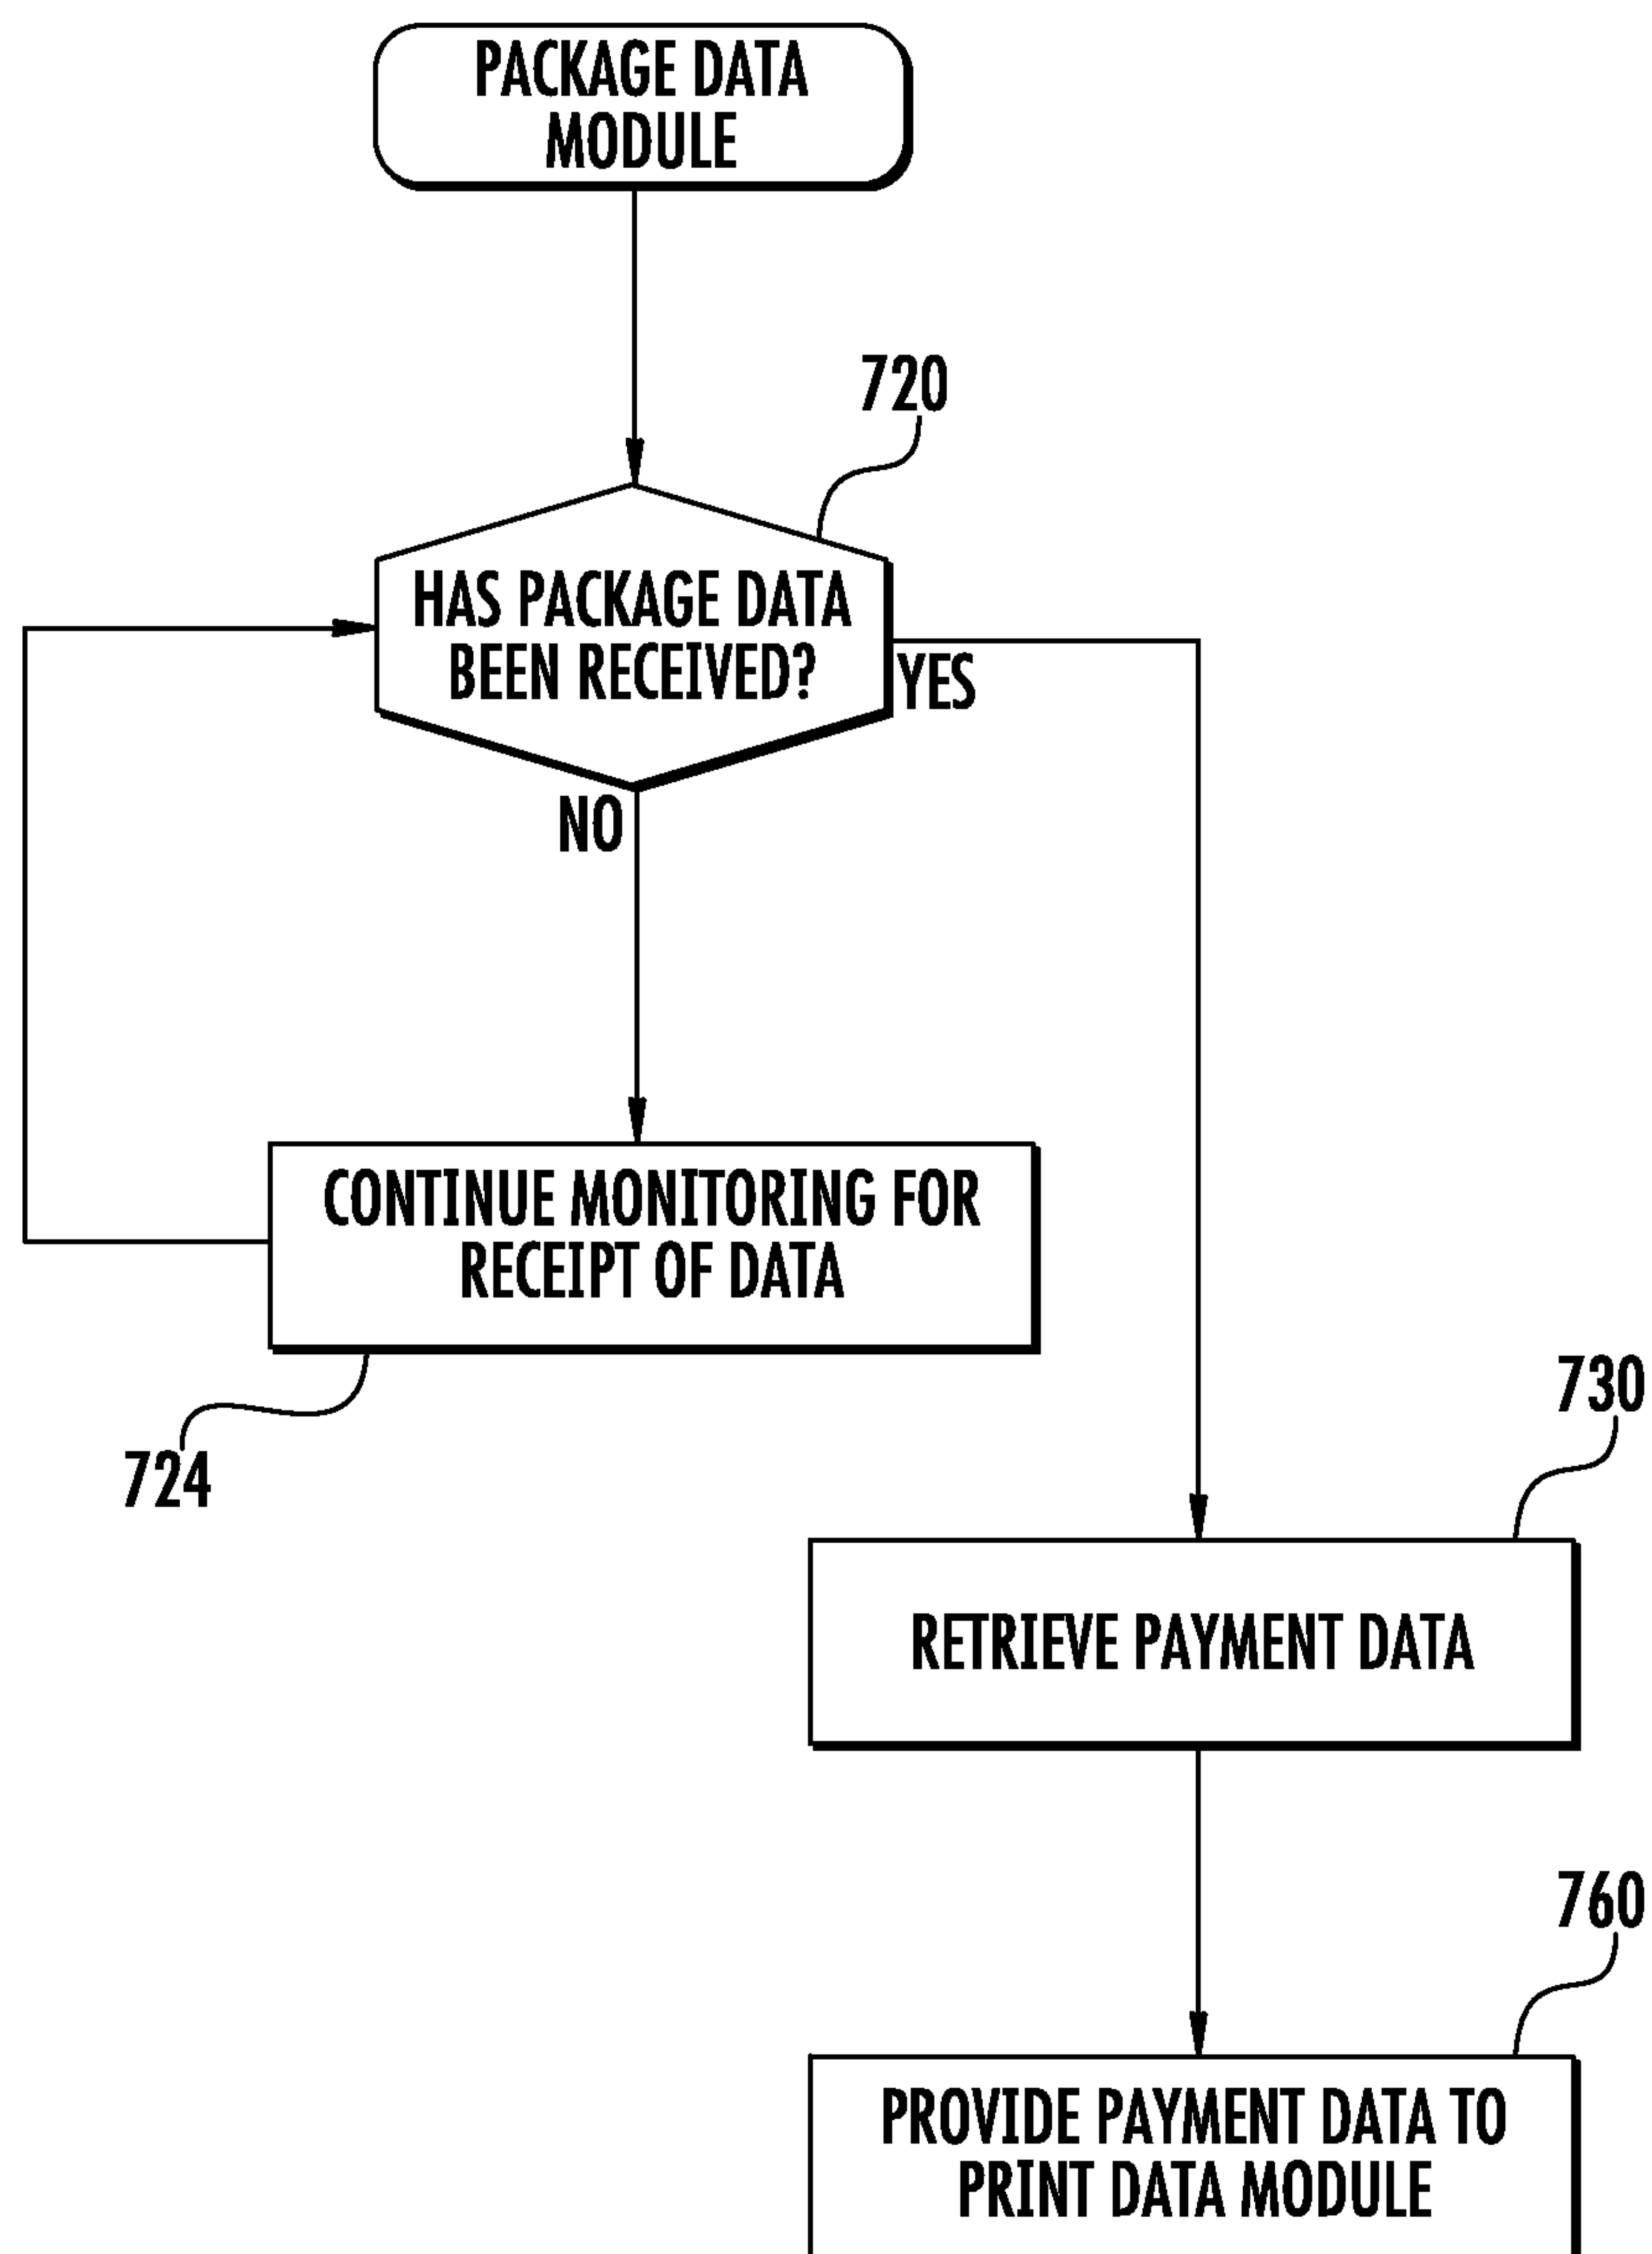 PACKAGE DATA
MODULE
720
HAS PACKAGE DATA
BEEN RECEIVED?
YES
NO
CONTINUE MONITORING FOR
RECEIPT OF DATA
724
730
RETRIEVE PAYMENT DATA
760
PROVIDE PAYMENT DATA TO
PRINT DATA MODULE